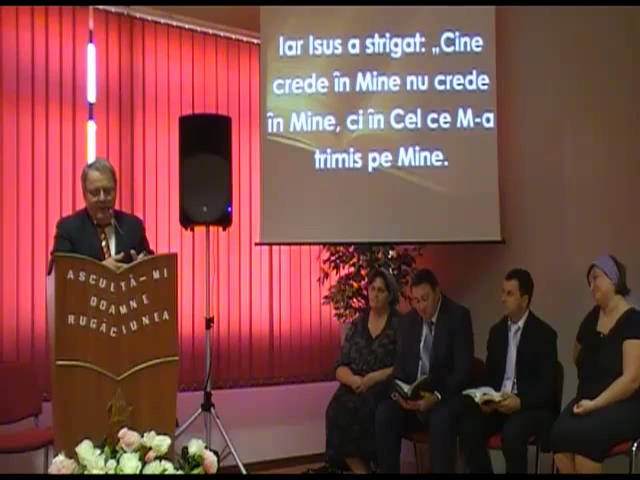 Iar Isus a strigat: „Cine
crede în Mine nu crede
în Mine, ci în Cel ce M-a
trimis pe Mine.
ASCULTĂ-MI
DOAMNE
RUGĂCIUNEA